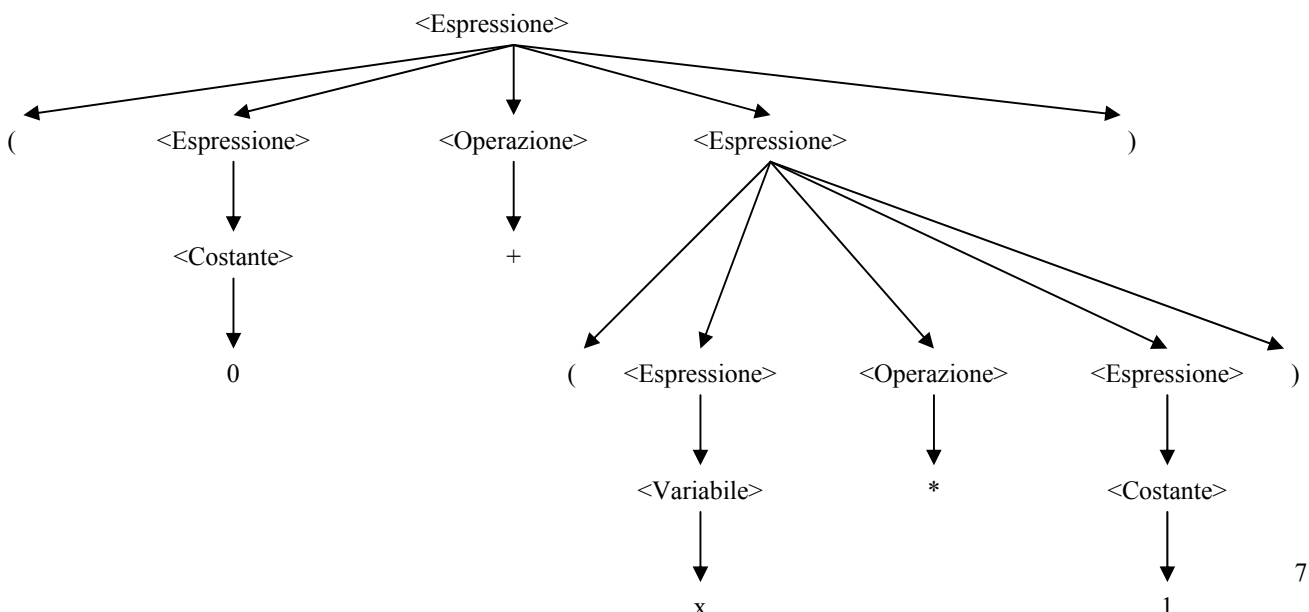 <Espressione>
( <Espressione> <Operazione> <Espressione> )
<Costante> +
0 ( <Espressione> <Operazione> <Espressione> )
<Variabile> * <Costante>
7
x 1